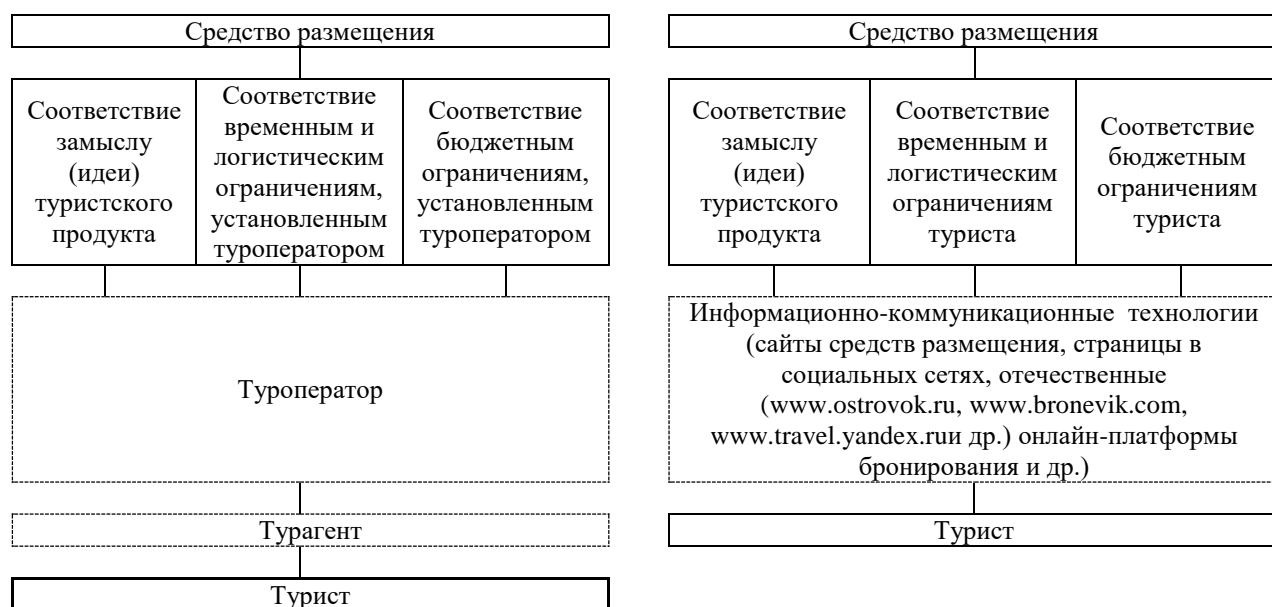 Средство размещения
Соответствие
замыслу
(идеи)
туристского
продукта
Соответствие
временным и
логистическим
ограничениям,
установленным
туроператором
Соответствие
бюджетным
ограничениям,
установленным
туроператором
Туроператор
Турагент
Турист
Средство размещения
Соответствие
замыслу
(идеи)
туристского
продукта
Соответствие
временным и
логистическим
ограничениям
туриста
Соответствие
бюджетным
ограничениям
туриста
Информационно-коммуникационные технологии
(сайты средств размещения, страницы в
социальных сетях, отечественные
(www.ostrovok.ru, www.bronevik.com,
www.travel.yandex.ruи др.) онлайн-платформы
бронирования и др.)
Турист